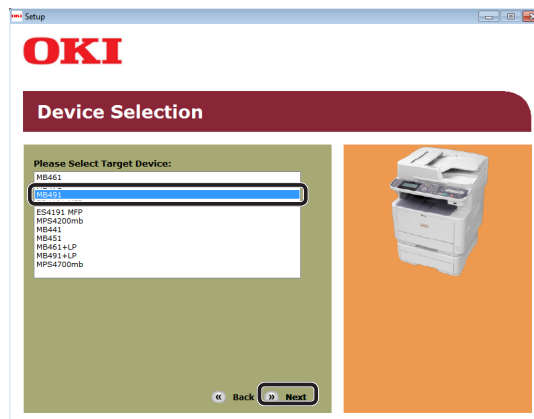 Setup
OKI
Device Selection
Please Select Target Device:
MB461
MB491
ES4191 MFP
MPS4200mb
MB441
MB451
MB461+LP
MB491+LP
MPS4700mb
Back
Next